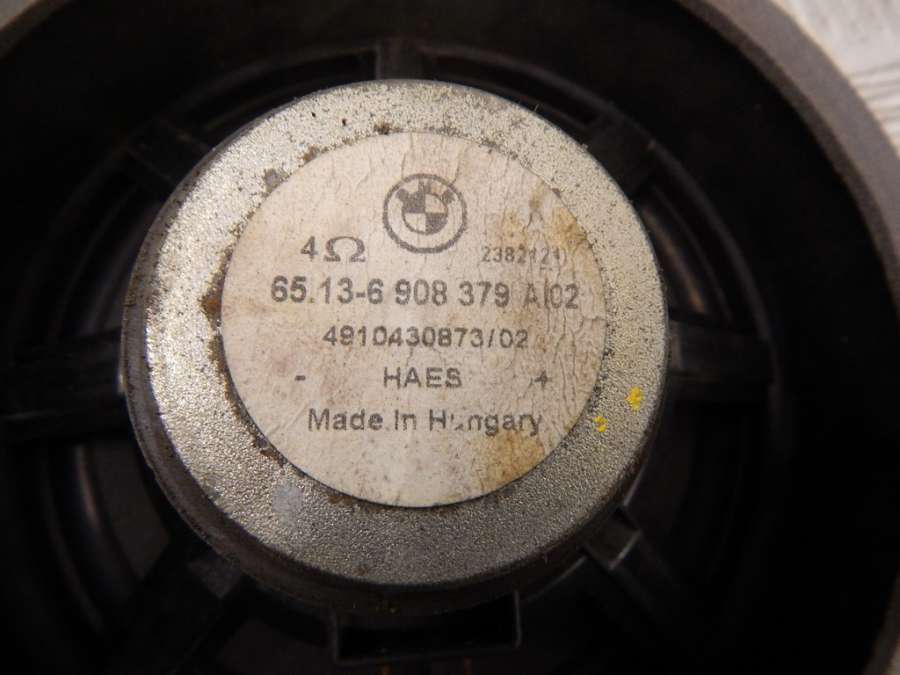 4Ω 2382121
65.13-6 908 379 A 02
4910430873/02
- HAES +
Made In Hungary